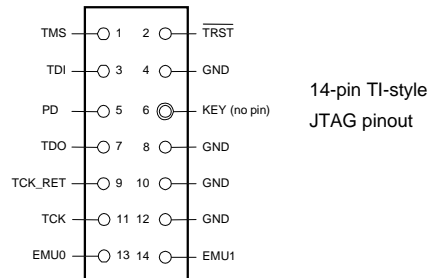 TMS 1 2 TRST
TDI 3 4 GND
PD 5 6 KEY (no pin)
TDO 7 8 GND
TCK_RET 9 10 GND
TCK 11 12 GND
EMU0 13 14 EMU1
14-pin TI-style
JTAG pinout